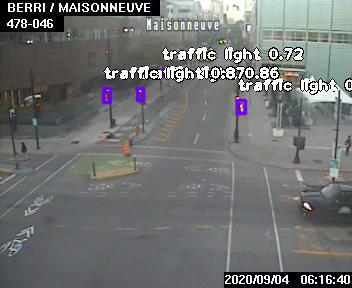 BERRI / MAISONNEUVE
478-046
Maisonneuve
traffic light 0.72
traffic light 0.87 0.86
traffic light 0
2020/09/04 06:16:40